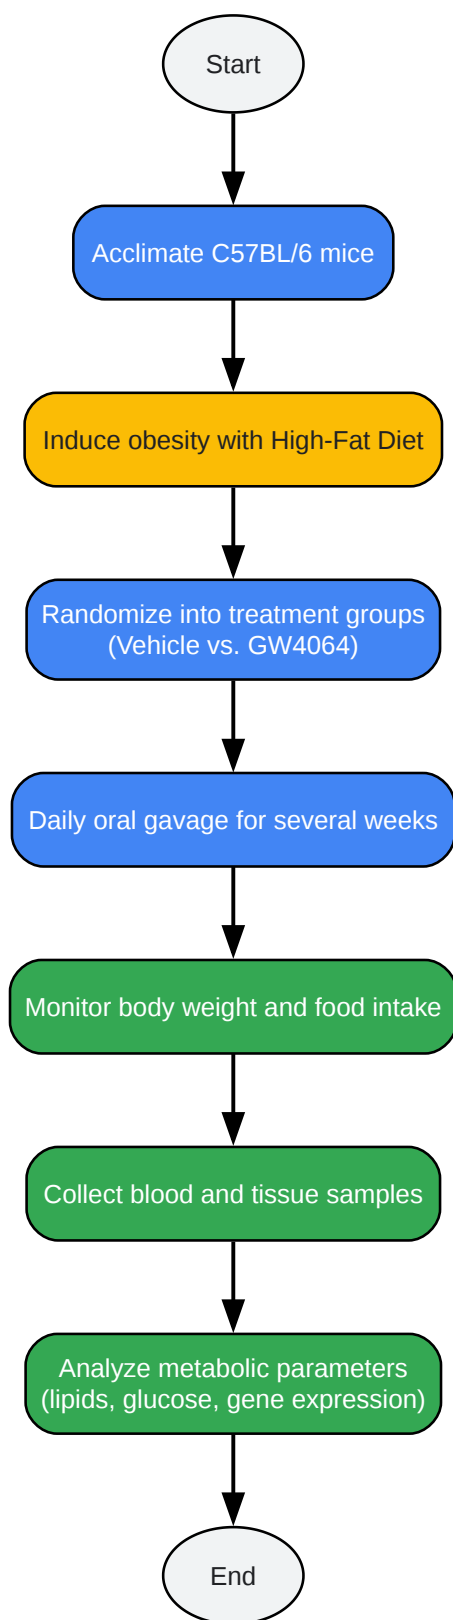 Start
Acclimate C57BL/6 mice
Induce obesity with High-Fat Diet
Randomize into treatment groups
(Vehicle vs. GW4064)
Daily oral gavage for several weeks
Monitor body weight and food intake
Collect blood and tissue samples
Analyze metabolic parameters
(lipids, glucose, gene expression)
End